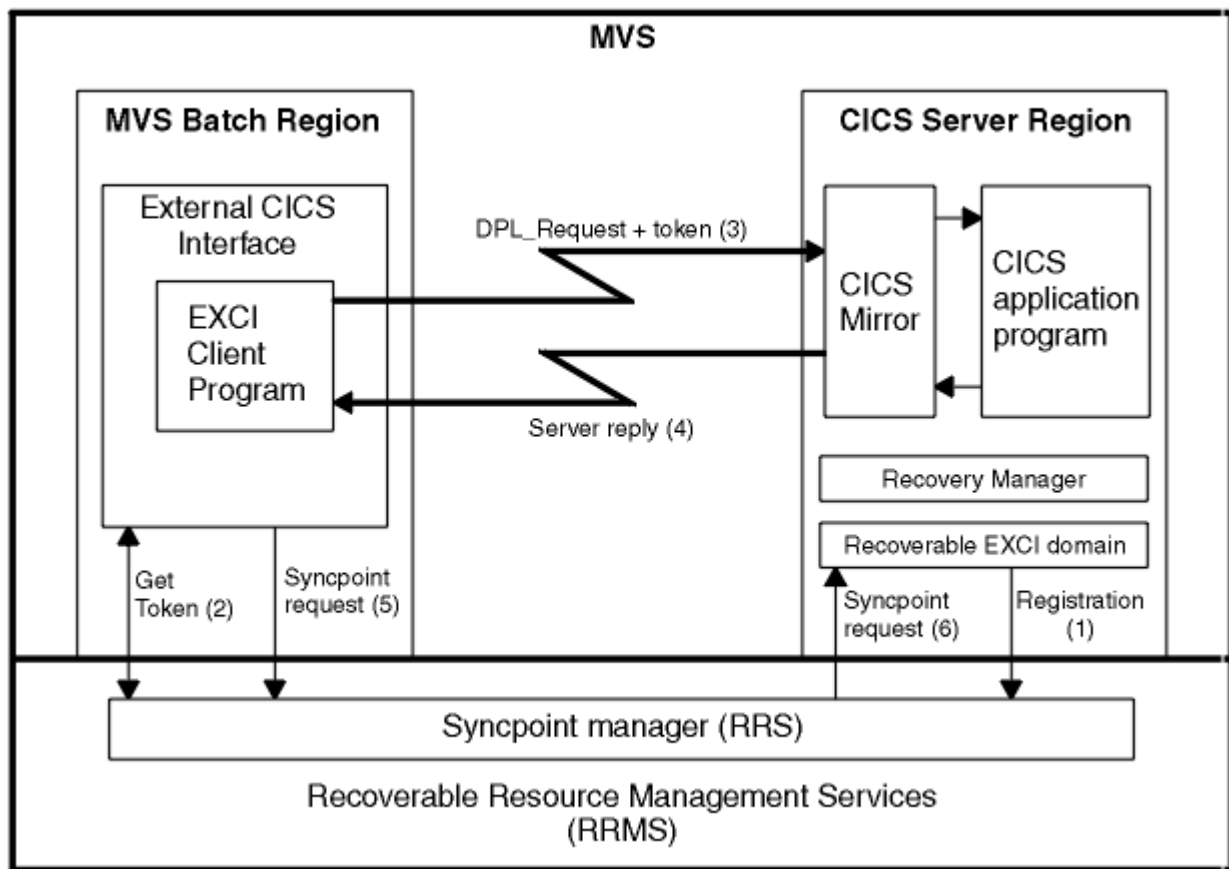 MVS
MVS Batch Region
CICS Server Region
External CICS
Interface
EXCI
Client
Program
DPL_Request + token (3)
Server reply (4)
CICS
Mirror
CICS
application
program
Recovery Manager
Recoverable EXCI domain
Get
Token (2)
Syncpoint
request (5)
Syncpoint
request (6)
Registration
(1)
Syncpoint manager (RRS)
Recoverable Resource Management Services
(RRMS)